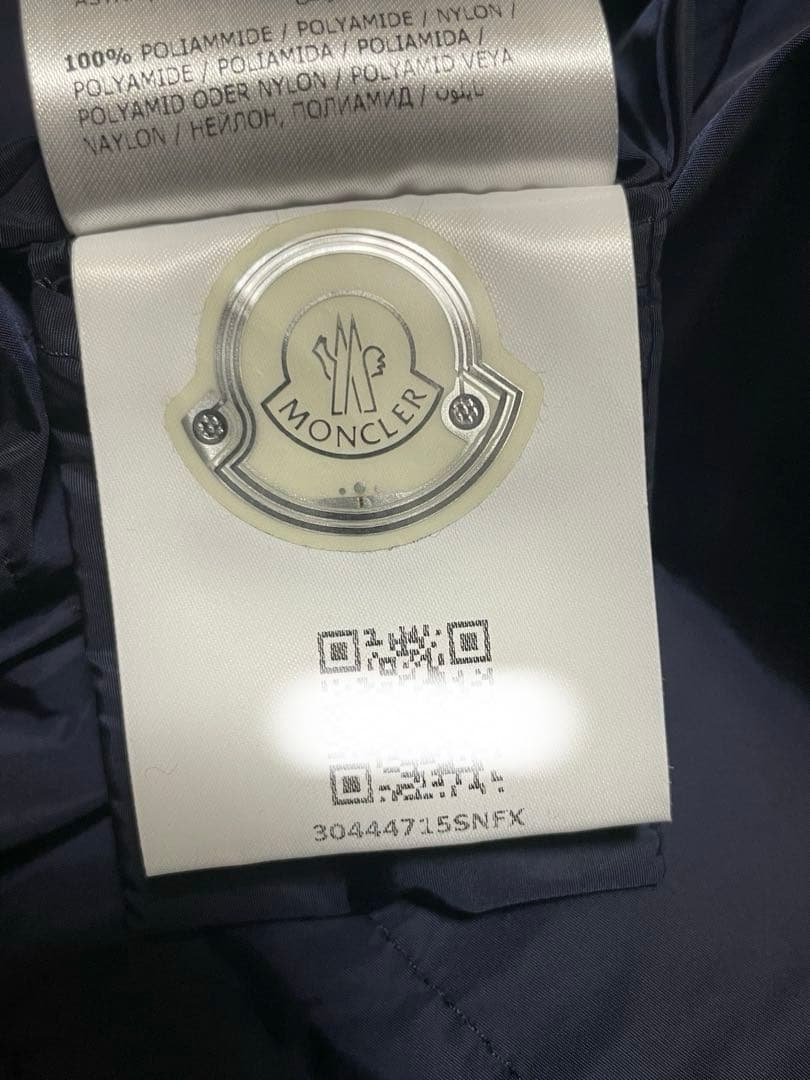 100% POLIAMMIDE / POLYAMIDE / NYLON /
POLYAMIDE / POLIAMIDA / POLIAMIDA /
POLYAMID ODER NYLON / POLYAMID VEYA
NAYLON / НЕЙЛОН, ПОЛИАМИД / نايلون
MONCLER
30444715SNFX